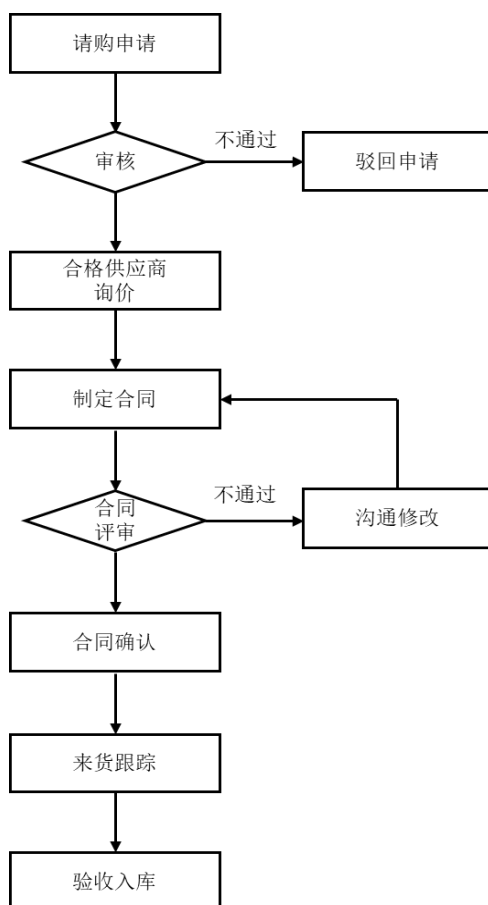 请购申请
不通过
审核
驳回申请
合格供应商
询价
制定合同
不通过
合同
评审
沟通修改
合同确认
来货跟踪
验收入库